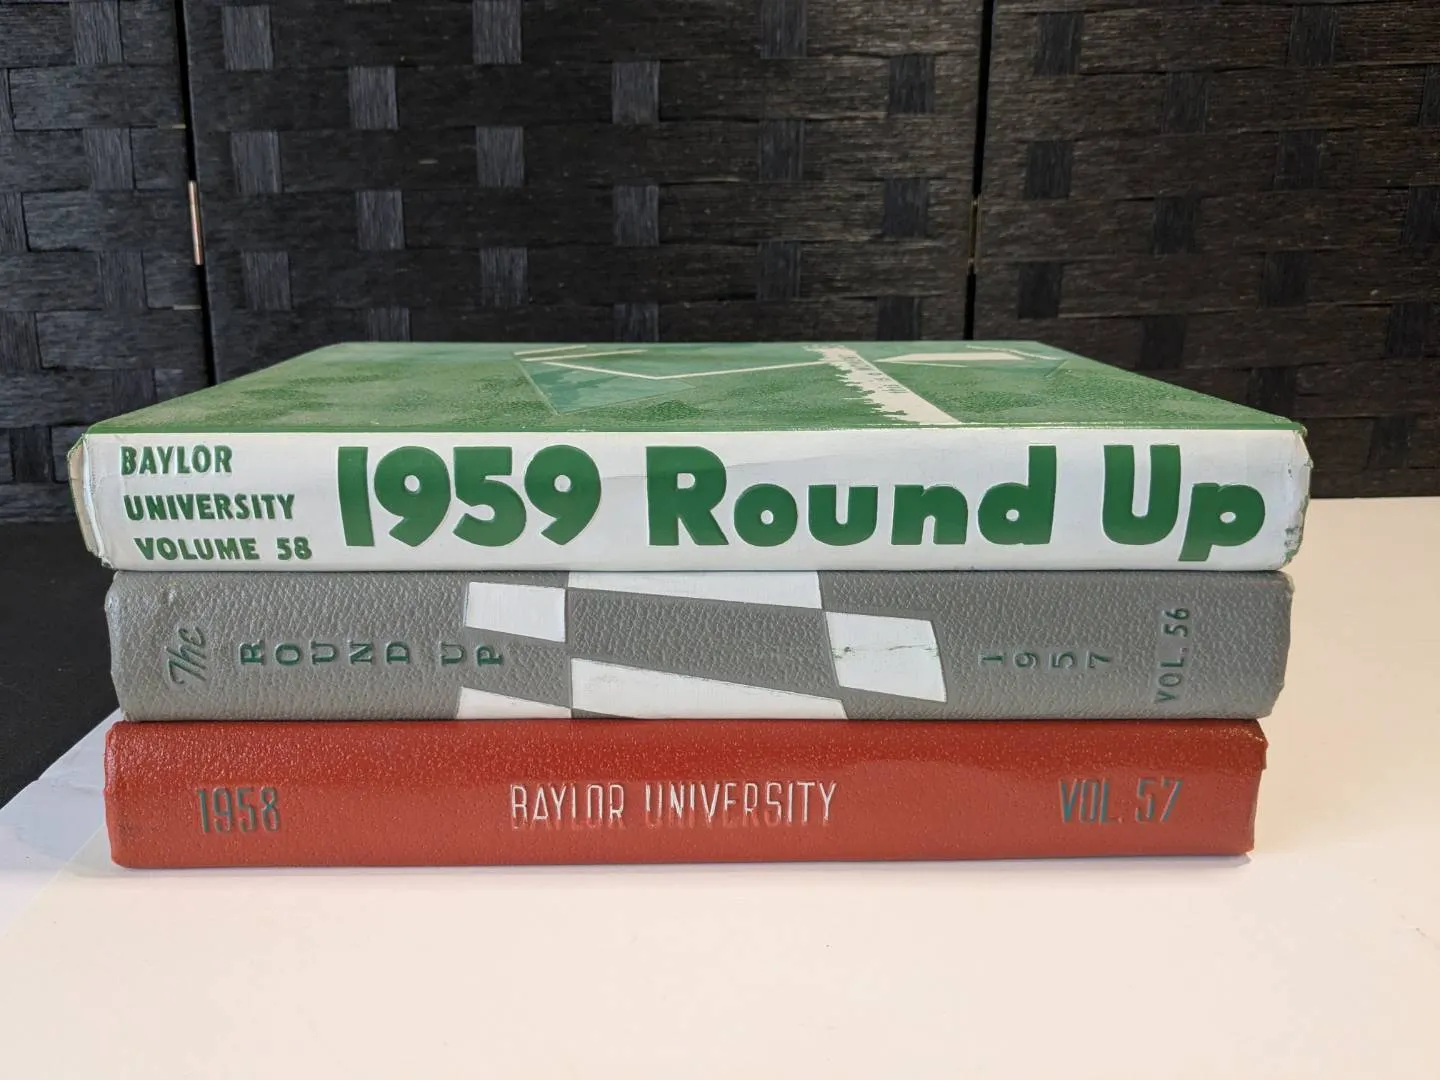 BAYLOR
UNIVERSITY
VOLUME 58
1959 Round Up
The ROUND UP 1957 VOL. 56
1958 BAYLOR UNIVERSITY VOL. 57